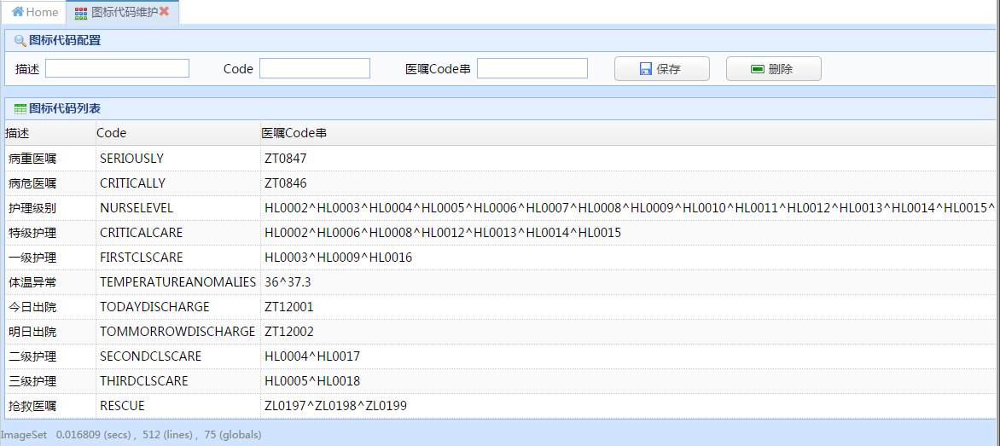 Home 图标代码维护
图标代码配置
描述 Code 医嘱Code串 保存 删除
图标代码列表
描述 Code 医嘱Code串
病重医嘱 SERIOUSLY ZT0847
病危医嘱 CRITICALLY ZT0846
护理级别 NURSELEVEL HL0002^HL0003^HL0004^HL0005^HL0006^HL0007^HL0008^HL0009^HL0010^HL0011^HL0012^HL0013^HL0014^HL0015^
特级护理 CRITICALCARE HL0002^HL0006^HL0008^HL0012^HL0013^HL0014^HL0015
一级护理 FIRSTCLSCARE HL0003^HL0009^HL0016
体温异常 TEMPERATUREANOMALIES 36^37.3
今日出院 TODAYDISCHARGE ZT12001
明日出院 TOMMORROWDISCHARGE ZT12002
二级护理 SECONDCLSCARE HL0004^HL0017
三级护理 THIRDCLSCARE HL0005^HL0018
抢救医嘱 RESCUE ZL0197^ZL0198^ZL0199
ImageSet 0.016809 (secs) , 512 (lines) , 75 (globals)